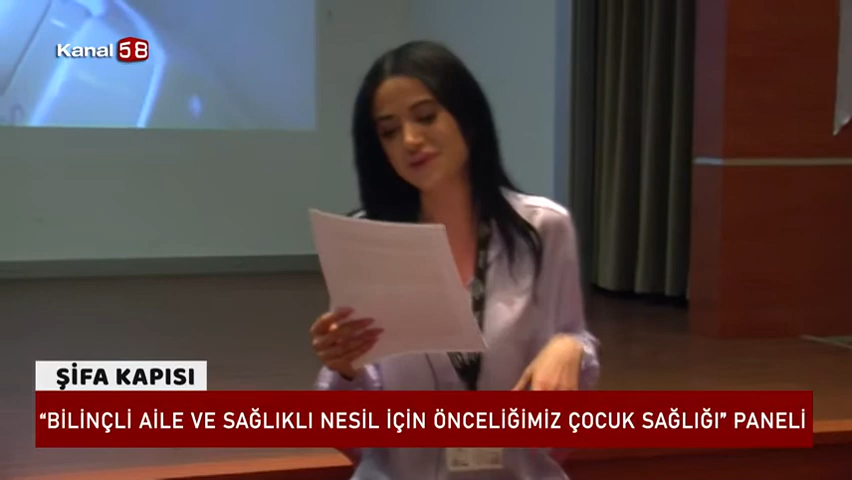 Kanal 58
ŞİFA KAPISI
“BİLİNÇLİ AİLE VE SAĞLIKLI NESİL İÇİN ÖNCELİĞİMİZ ÇOCUK SAĞLIĞI” PANELİ